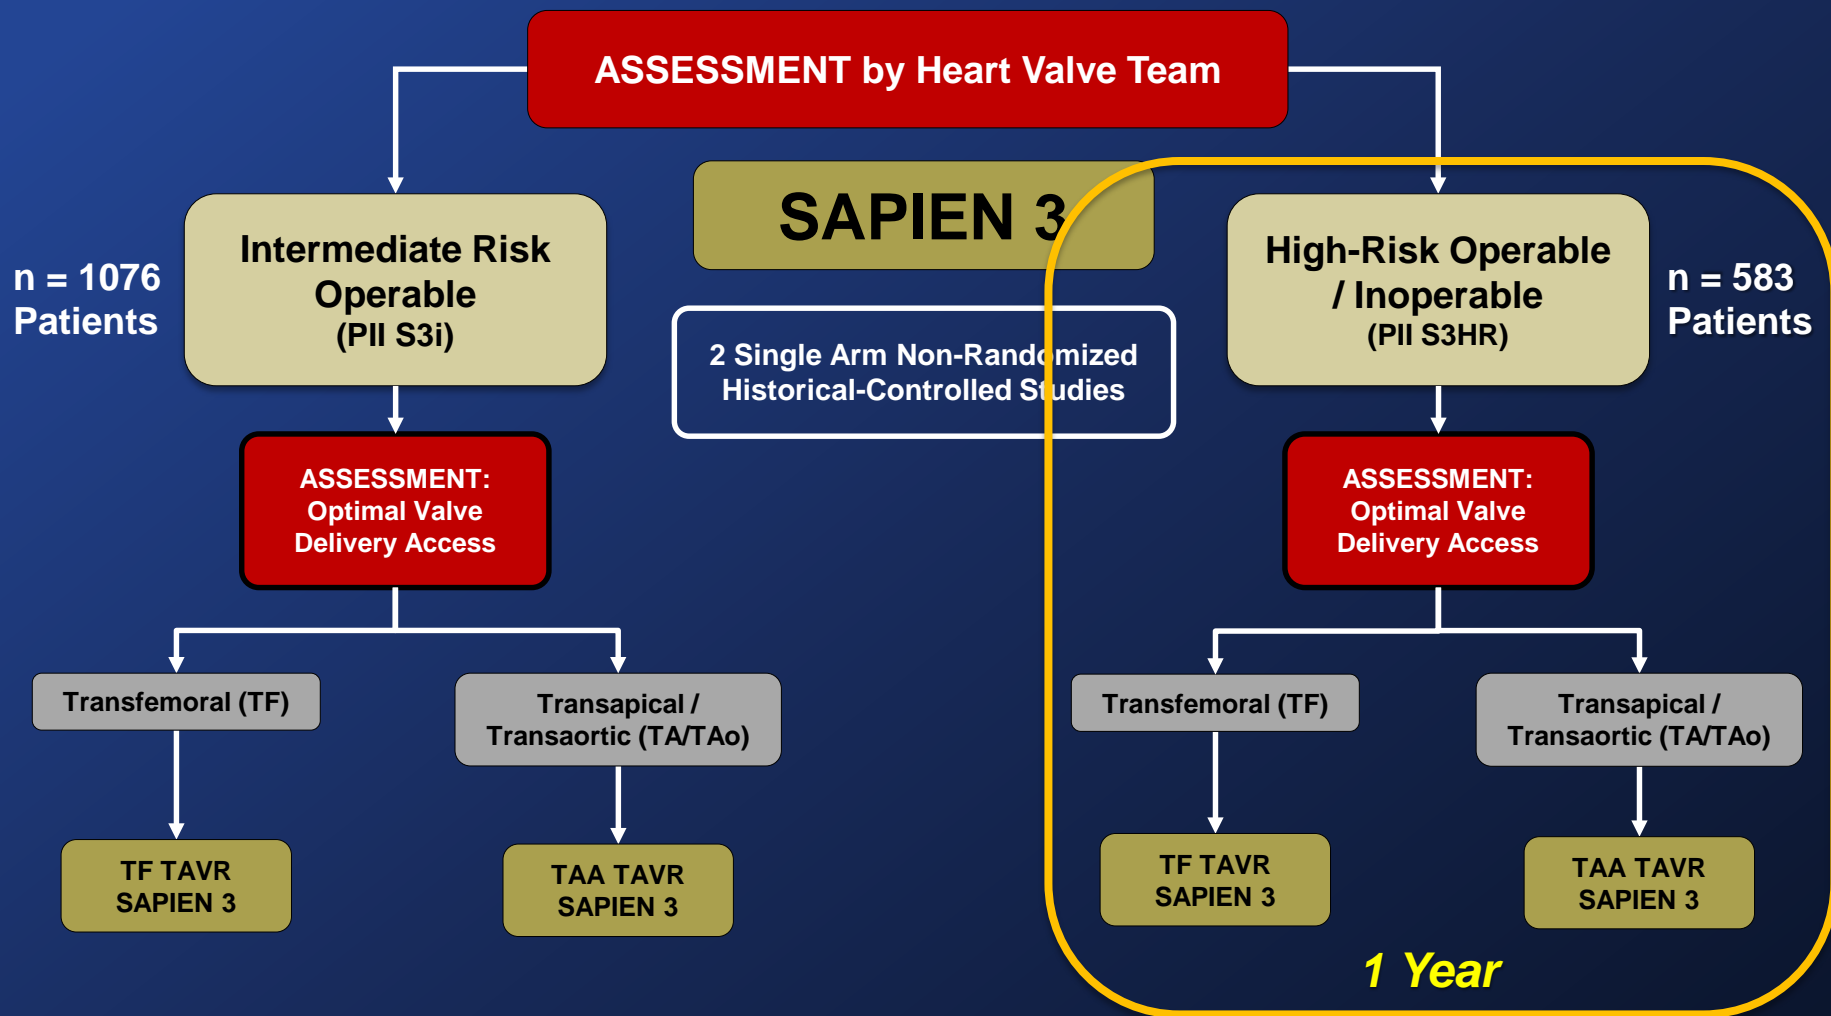 ASSESSMENT by Heart Valve Team
SAPIEN 3
2 Single Arm Non-Randomized
Historical-Controlled Studies
n = 1076
Patients
Intermediate Risk
Operable
(PII S3i)
ASSESSMENT:
Optimal Valve
Delivery Access
Transfemoral (TF)
Transapical /
Transaortic (TA/TAo)
TF TAVR
SAPIEN 3
TAA TAVR
SAPIEN 3
High-Risk Operable
/ Inoperable
(PII S3HR)
n = 583
Patients
ASSESSMENT:
Optimal Valve
Delivery Access
Transfemoral (TF)
Transapical /
Transaortic (TA/TAo)
TF TAVR
SAPIEN 3
TAA TAVR
SAPIEN 3
1 Year